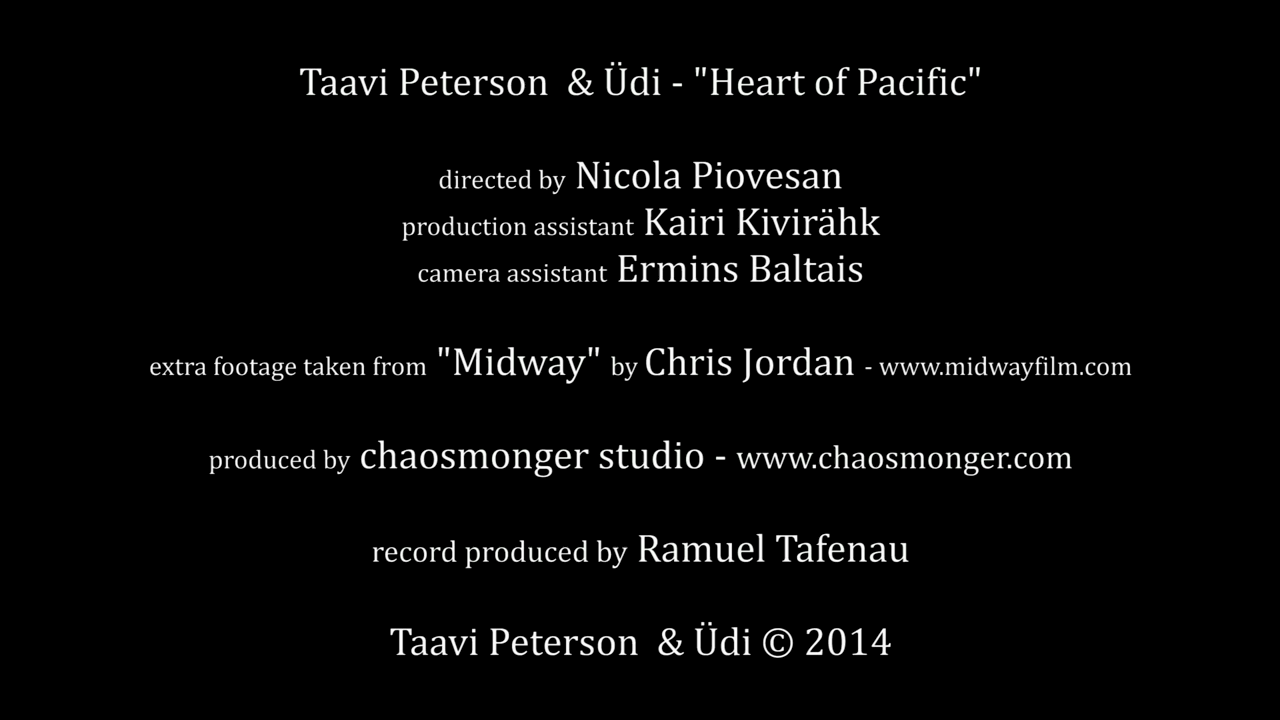 Taavi Peterson & Üdi - "Heart of Pacific"
directed by Nicola Piovesan
production assistant Kairi Kivirähk
camera assistant Ermins Baltais
extra footage taken from "Midway" by Chris Jordan - www.midwayfilm.com
produced by chaosmonger studio - www.chaosmonger.com
record produced by Ramuel Tafenau
Taavi Peterson & Üdi © 2014